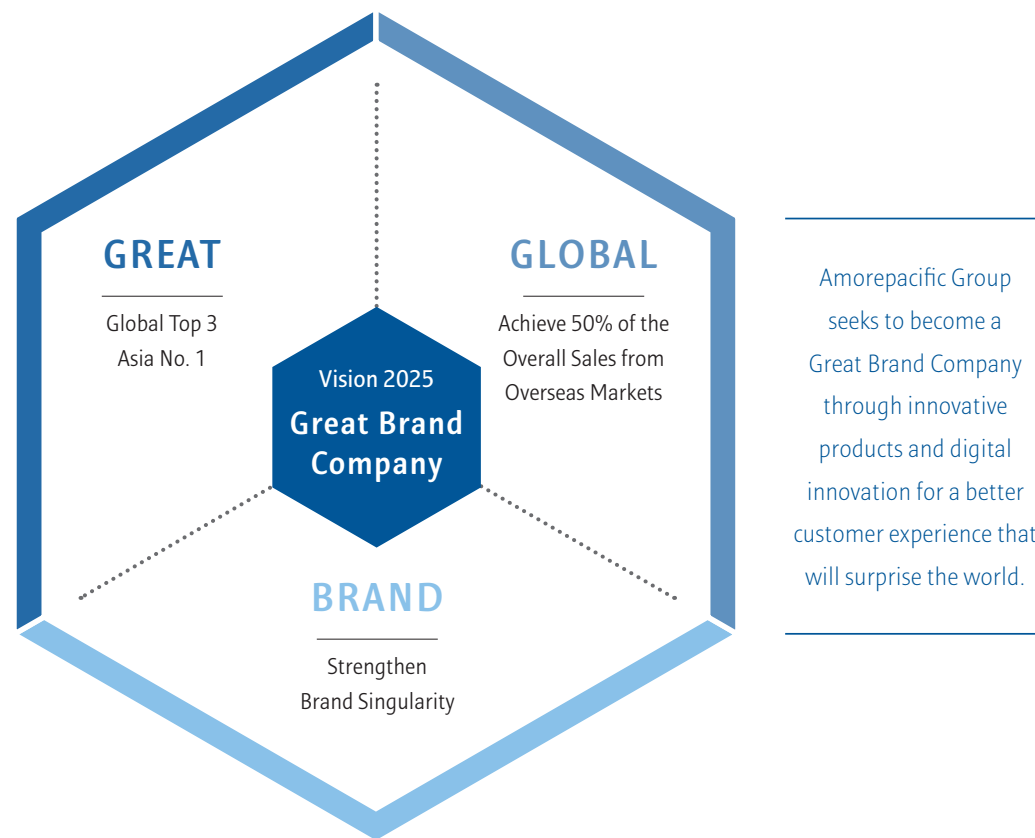 GREAT
Global Top 3
Asia No. 1
GLOBAL
Achieve 50% of the
Overall Sales from
Overseas Markets
Vision 2025
Great Brand
Company
BRAND
Strengthen
Brand Singularity
Amorepacific Group
seeks to become a
Great Brand Company
through innovative
products and digital
innovation for a better
customer experience that
will surprise the world.